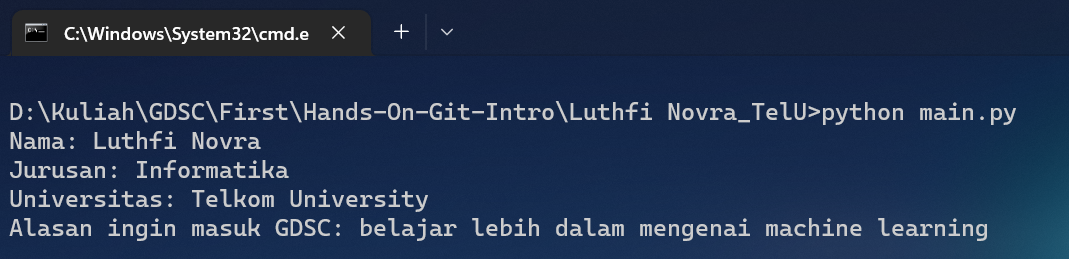 C:\Windows\System32\cmd.e
D:\Kuliah\GDSC\First\Hands-On-Git-Intro\Luthfi Novra_TelU>python main.py
Nama: Luthfi Novra
Jurusan: Informatika
Universitas: Telkom University
Alasan ingin masuk GDSC: belajar lebih dalam mengenai machine learning